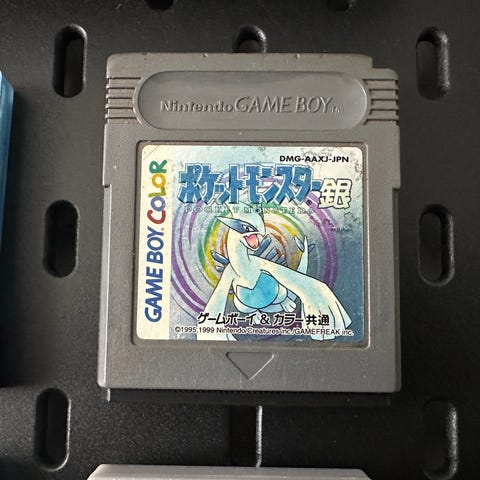 Nintendo GAME BOY™
DMG-AAXJ-JPN
ポケットモンスター銀
POCKET MONSTERS
GAME BOY COLOR
ゲームボーイ & カラー共通
©1995,1999 Nintendo/Creatures inc./GAMEFREAK inc.